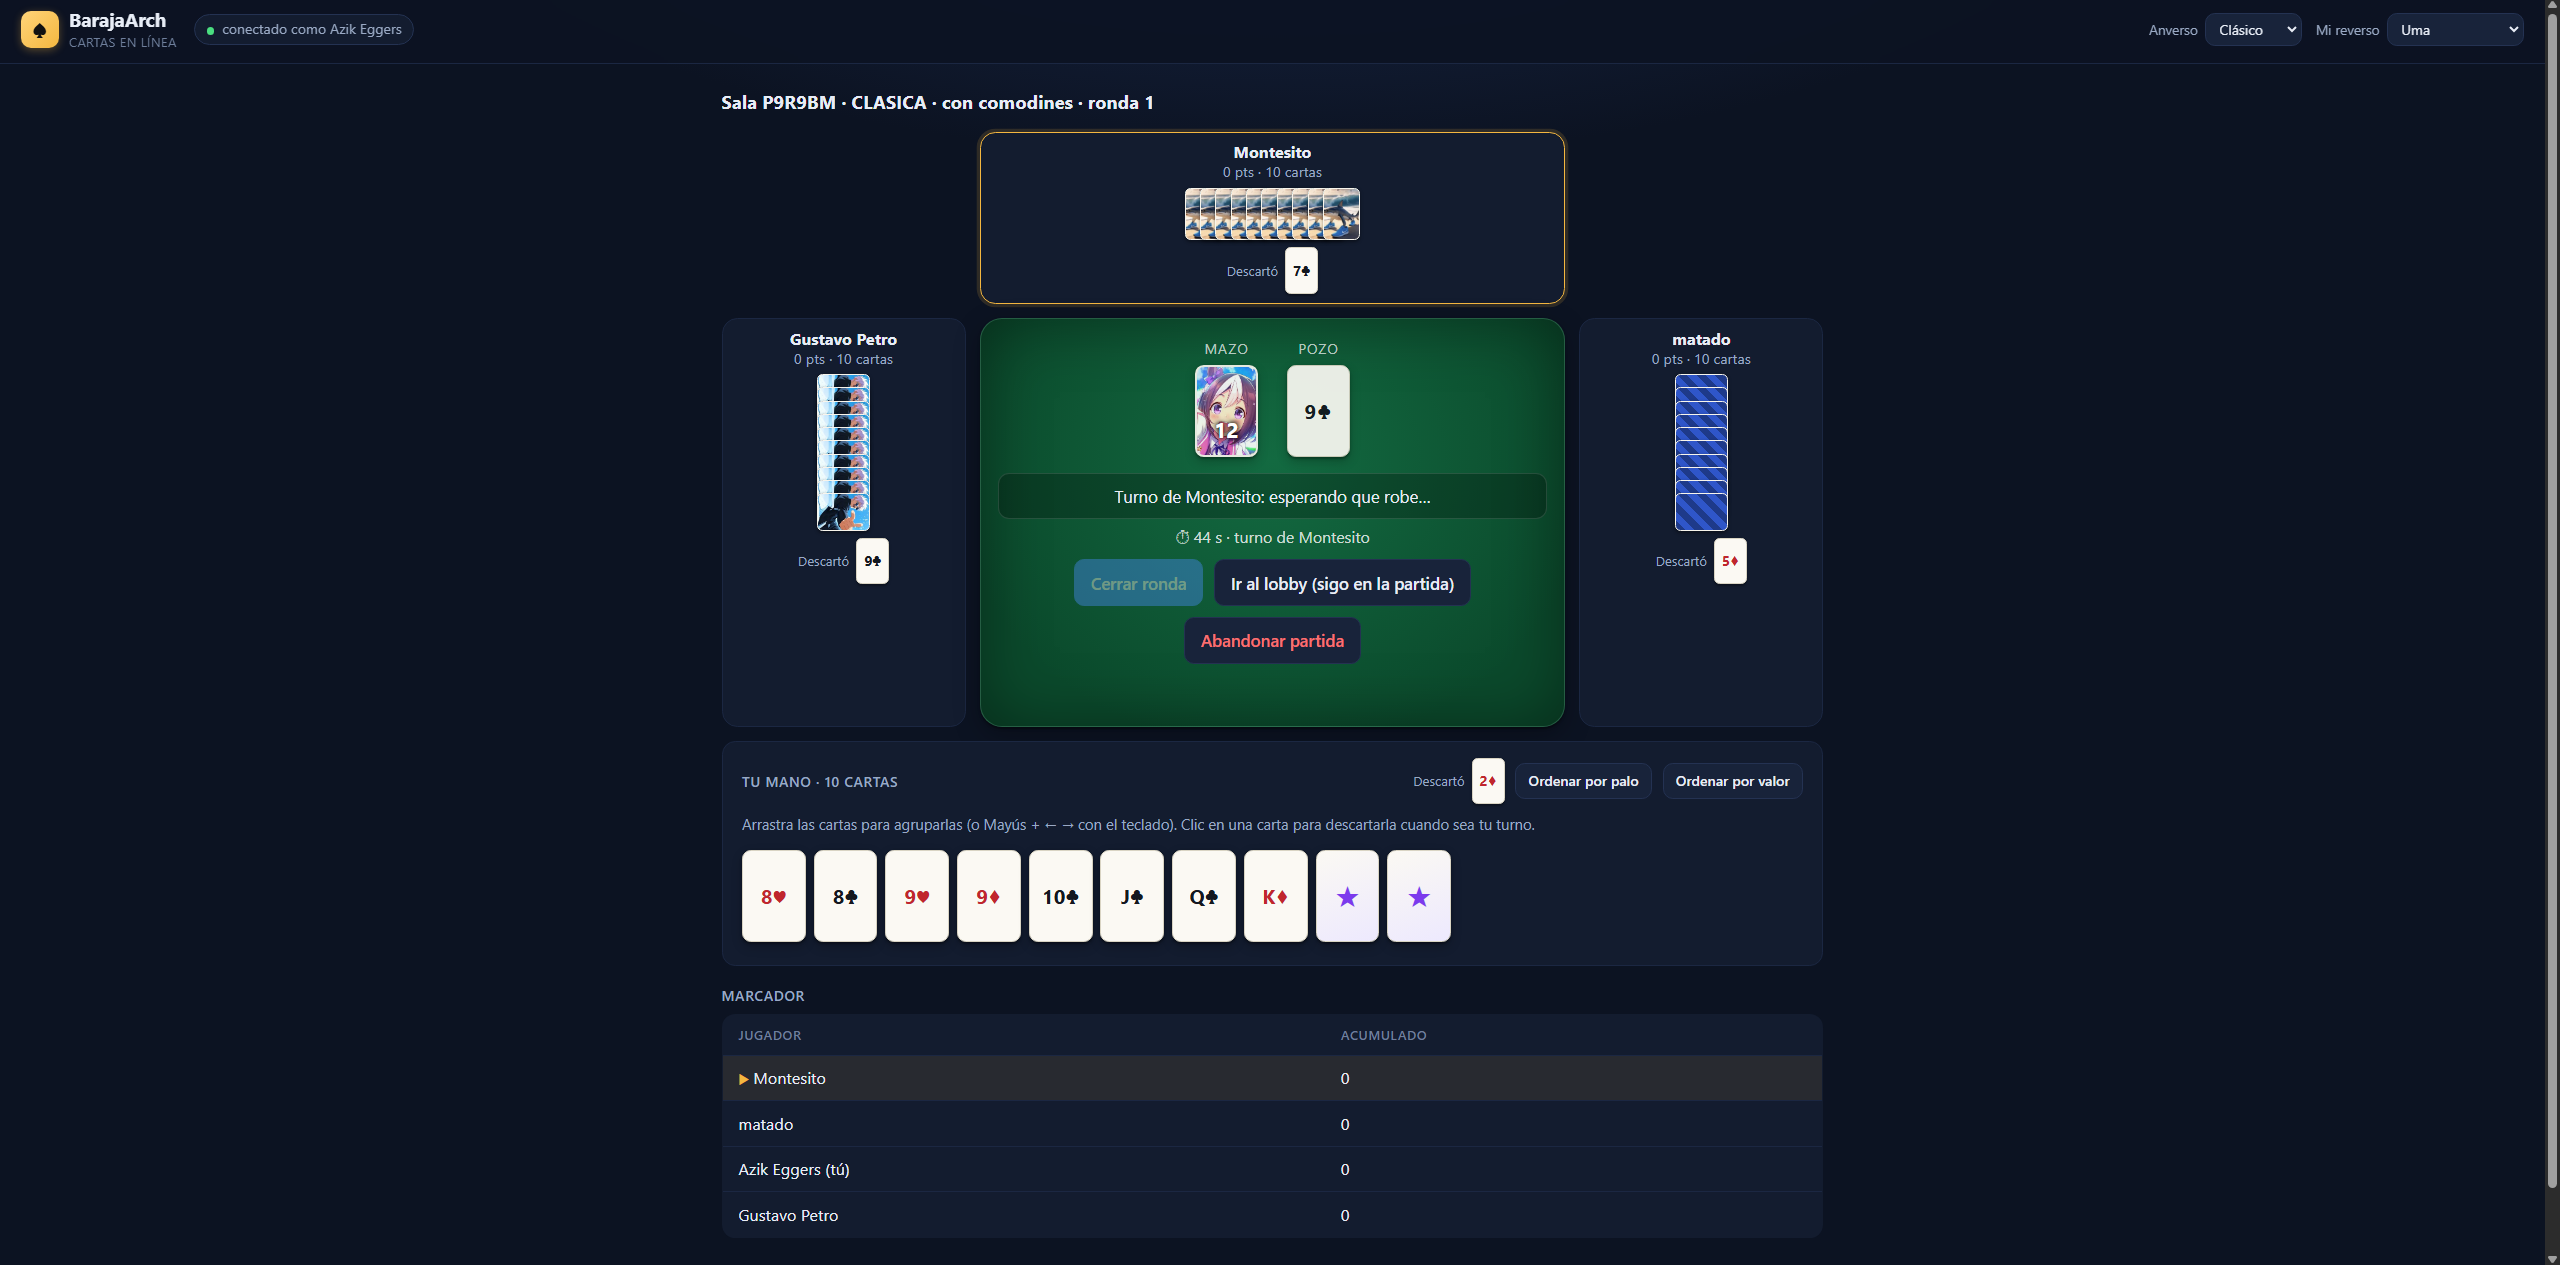 BarajaArch
CARTAS EN LÍNEA
conectado como Azik Eggers
Anverso Clásico Mi reverso Uma
Sala P9R9BM · CLASICA · con comodines · ronda 1
Montesito
0 pts · 10 cartas
Descartó 7♣
Gustavo Petro
0 pts · 10 cartas
Descartó 9♣
MAZO POZO
12 9♣
Turno de Montesito: esperando que robe...
⏱ 44 s · turno de Montesito
Cerrar ronda Ir al lobby (sigo en la partida)
Abandonar partida
matado
0 pts · 10 cartas
Descartó 5♦
TU MANO · 10 CARTAS
Descartó 2♦ Ordenar por palo Ordenar por valor
Arrastra las cartas para agruparlas (o Mayús + ← → con el teclado). Clic en una carta para descartarla cuando sea tu turno.
8♥ 8♣ 9♥ 9♦ 10♣ J♣ Q♣ K♦ ★ ★
MARCADOR
JUGADOR ACUMULADO
▶ Montesito 0
matado 0
Azik Eggers (tú) 0
Gustavo Petro 0